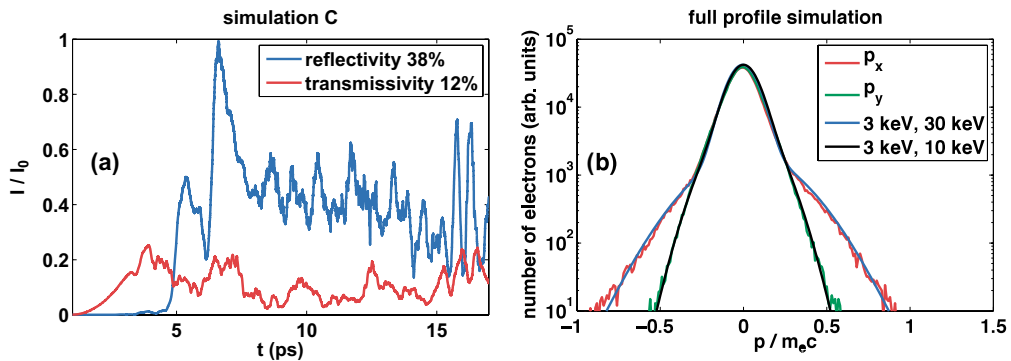 simulation C
I / I0
1
0.8
0.6
0.4
0.2
0
reflectivity 38%
transmissivity 12%
(a)
5
10
15
t (ps)
full profile simulation
number of electrons (arb. units)
10^5
10^4
10^3
10^2
10^1
px
py
3 keV, 30 keV
3 keV, 10 keV
(b)
−1
−0.5
0
0.5
1
1.5
p / mec